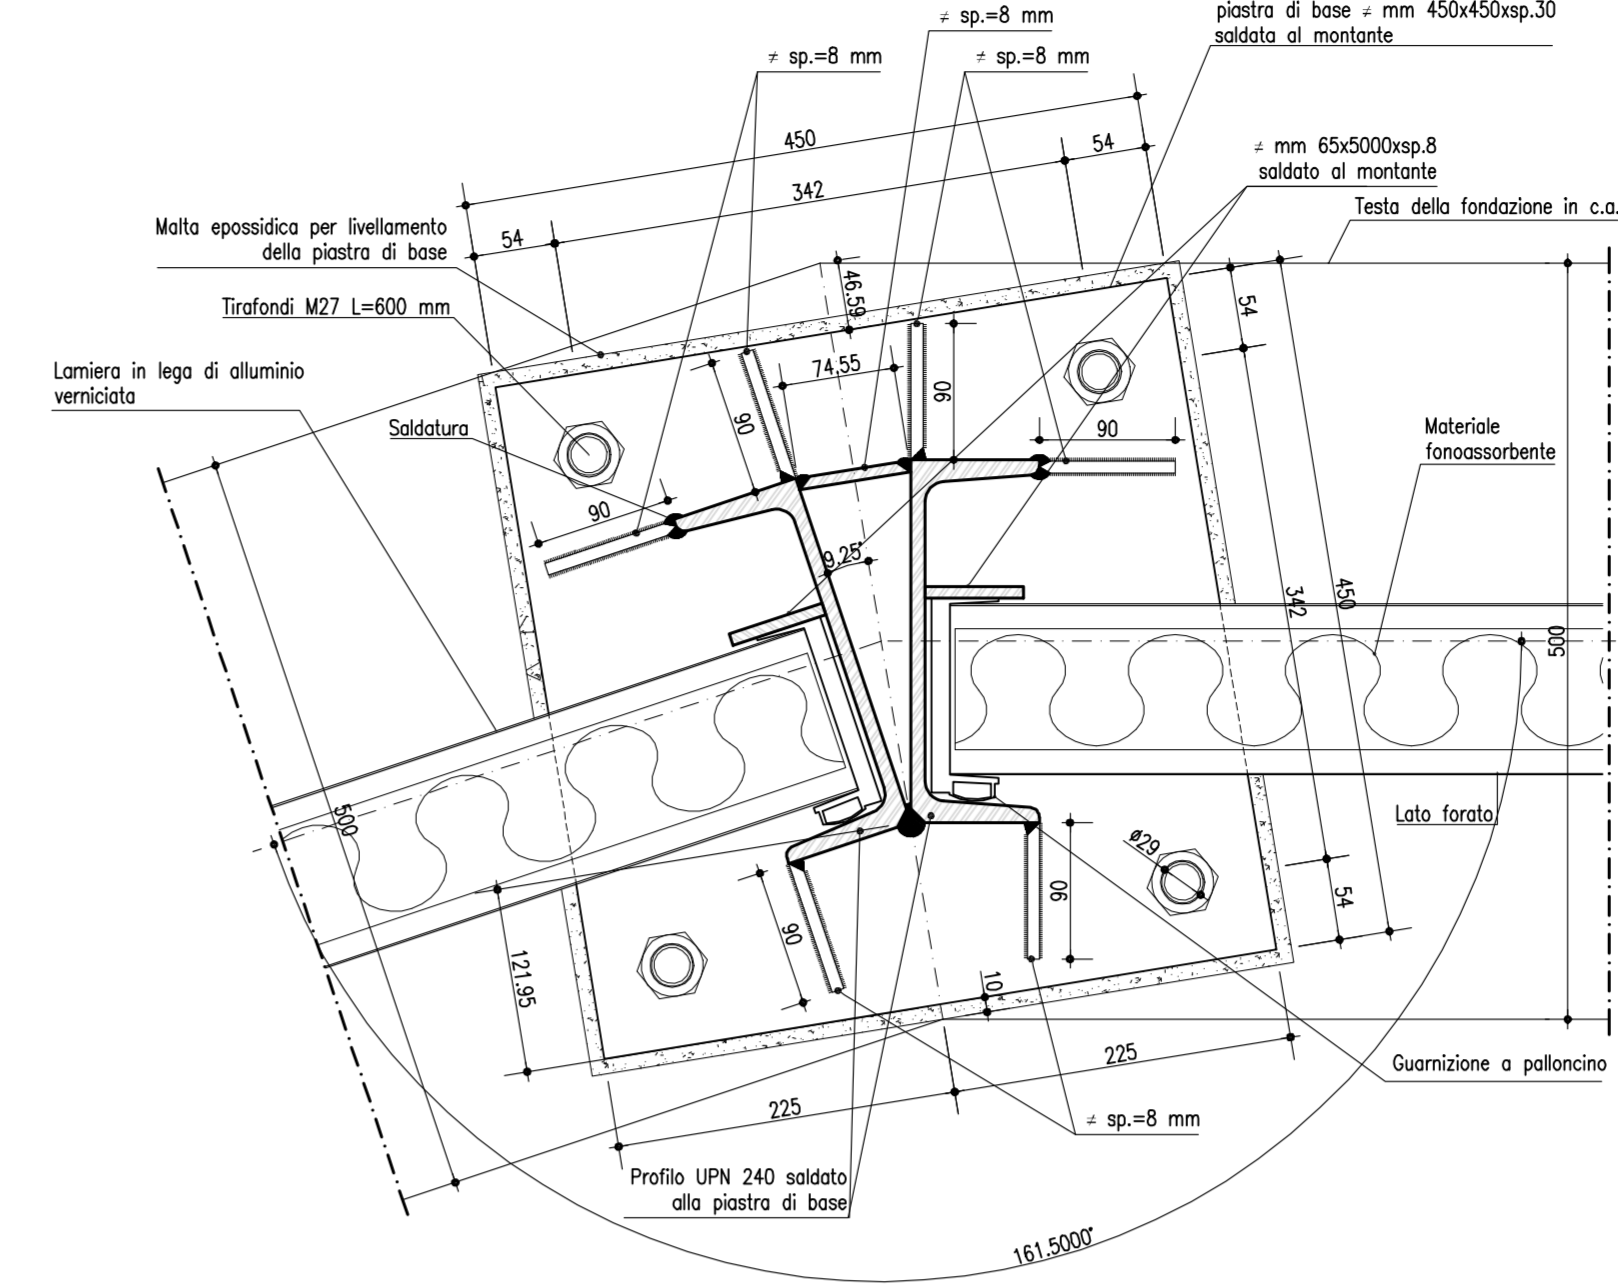 ≠ sp.=8 mm
piastra di base ≠ mm 450x450xsp.30
saldata al montante
≠ sp.=8 mm
≠ sp.=8 mm
450
54
342
≠ mm 65x5000xsp.8
saldato al montante
Testa della fondazione in c.a.
Malta epossidica per livellamento
della piastra di base
54
46.59
54
Tirafondi M27 L=600 mm
74.55
90
90
90
Lamiera in lega di alluminio
verniciata
Saldatura
Materiale
fonoassorbente
90
9.25°
342
450
500
500
Lato forato
ø29
90
54
90
121.95
10
225
Guarnizione a palloncino
225
≠ sp.=8 mm
Profilo UPN 240 saldato
alla piastra di base
161.5000°